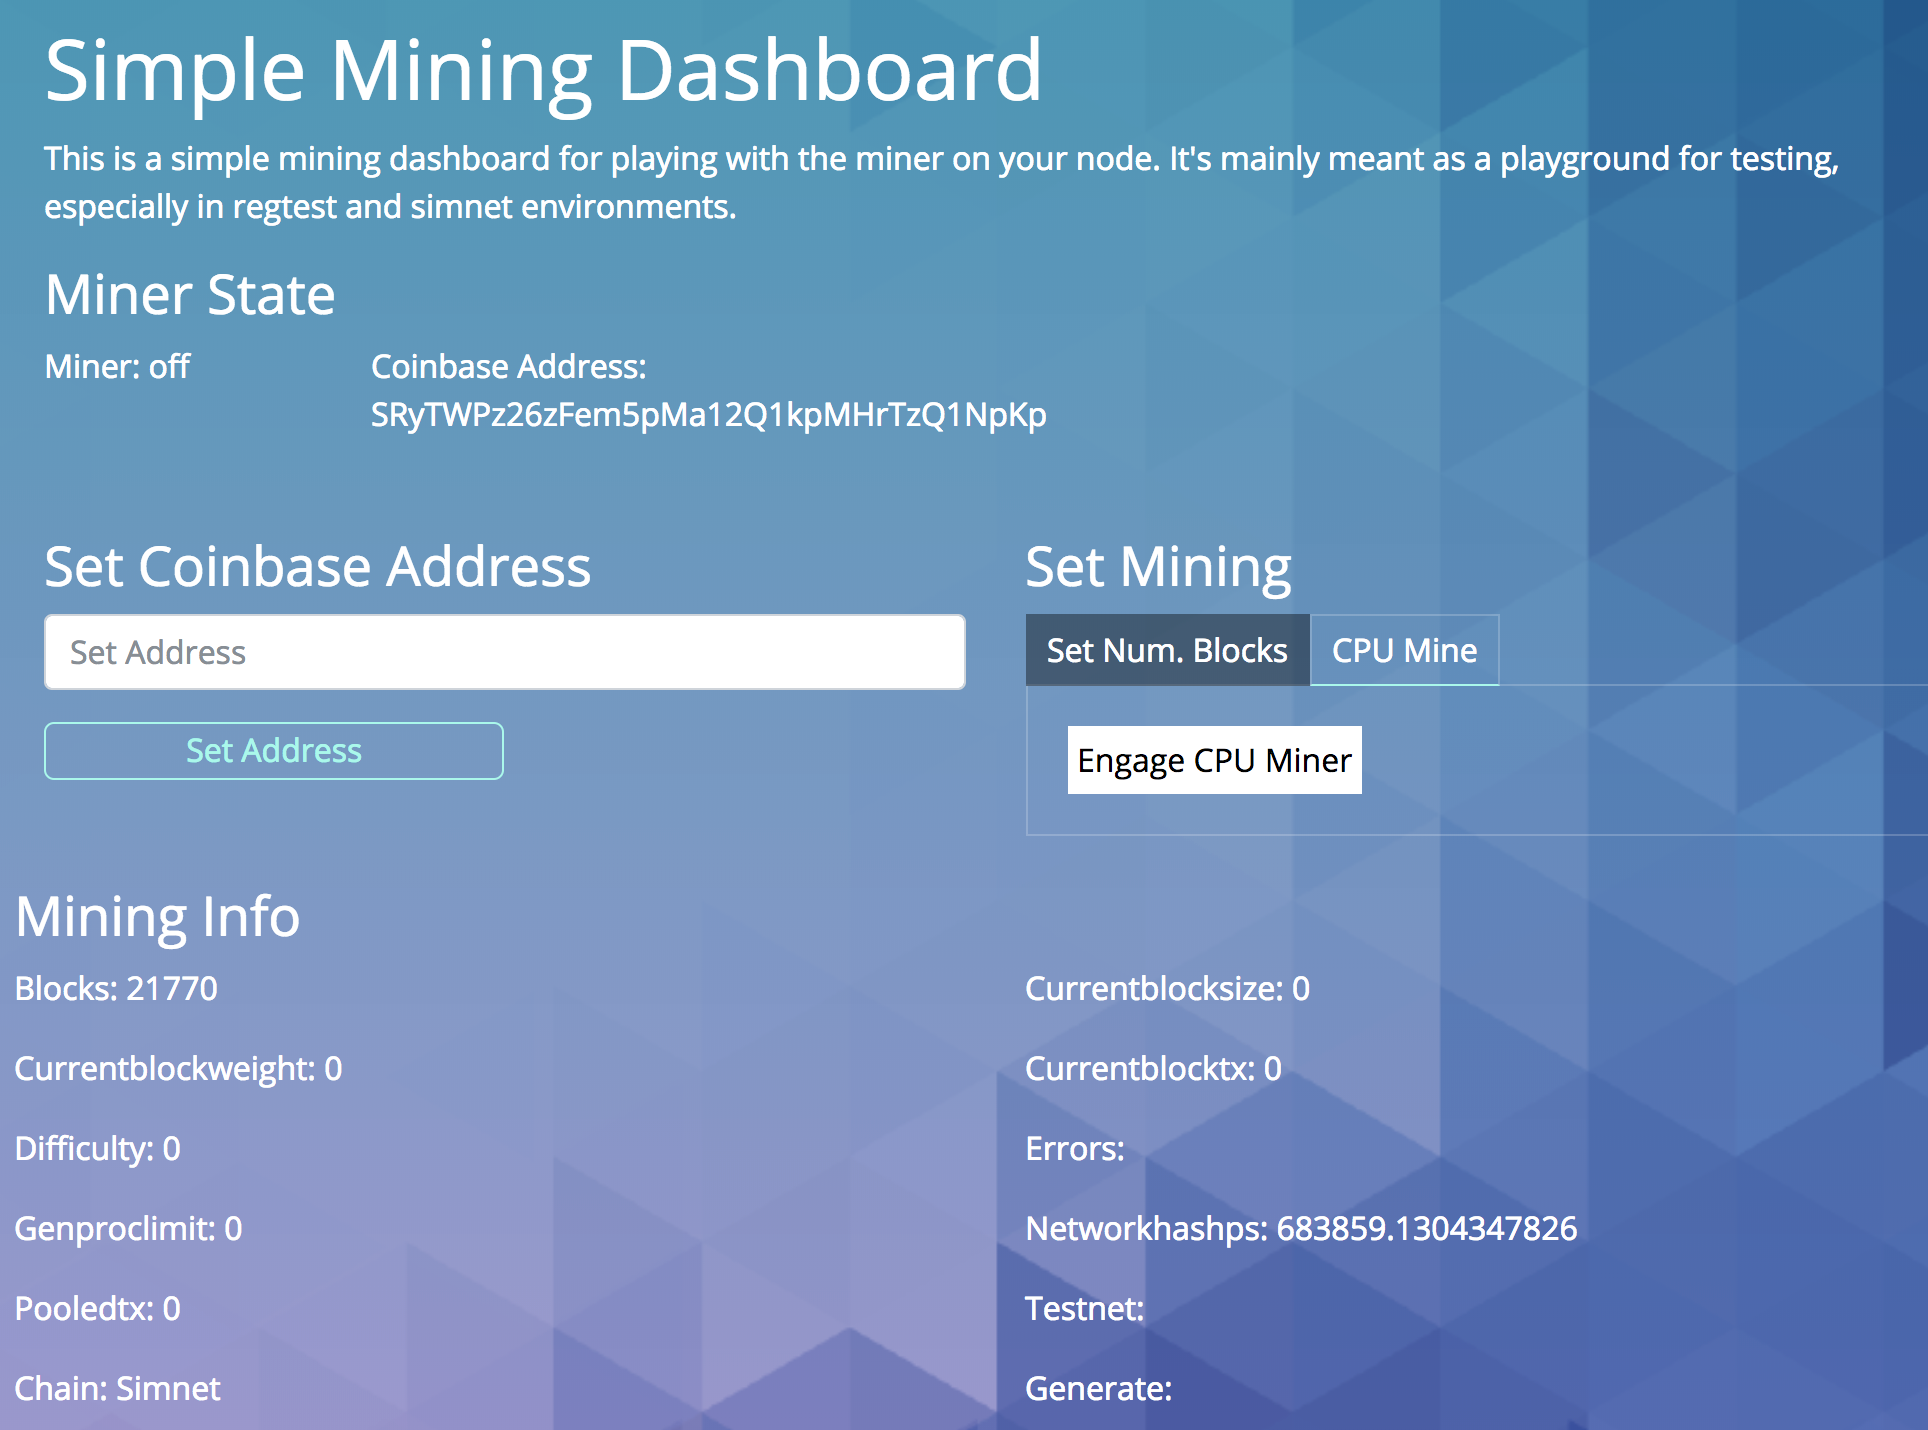 Simple Mining Dashboard
This is a simple mining dashboard for playing with the miner on your node. It's mainly meant as a playground for testing,
especially in regtest and simnet environments.
Miner State
Miner: off
Coinbase Address:
SRyTWPz26zFem5pMa12Q1kpMHrTzQ1NpKp
Set Coinbase Address
Set Address
Set Address
Set Mining
Set Num. Blocks
CPU Mine
Engage CPU Miner
Mining Info
Blocks: 21770
Currentblocksize: 0
Currentblockweight: 0
Currentblocktx: 0
Difficulty: 0
Errors:
Genproclimit: 0
Networkhashps: 683859.1304347826
Pooledtx: 0
Testnet:
Chain: Simnet
Generate: